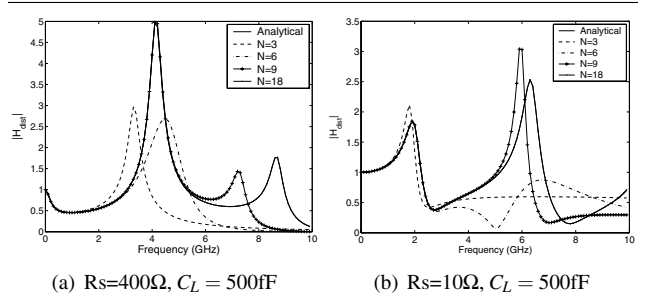 5
4.5
4
3.5
3
2.5
2
1.5
1
0.5
0
|H_dist|
0 2 4 6 8 10
Frequency (GHz)
Analytical
N=3
N=6
N=9
N=18
(a) Rs=400Ω, C_L = 500fF
3.5
3
2.5
2
1.5
1
0.5
0
|H_dist|
0 2 4 6 8 10
Frequency (GHz)
Analytical
N=3
N=6
N=9
N=18
(b) Rs=10Ω, C_L = 500fF